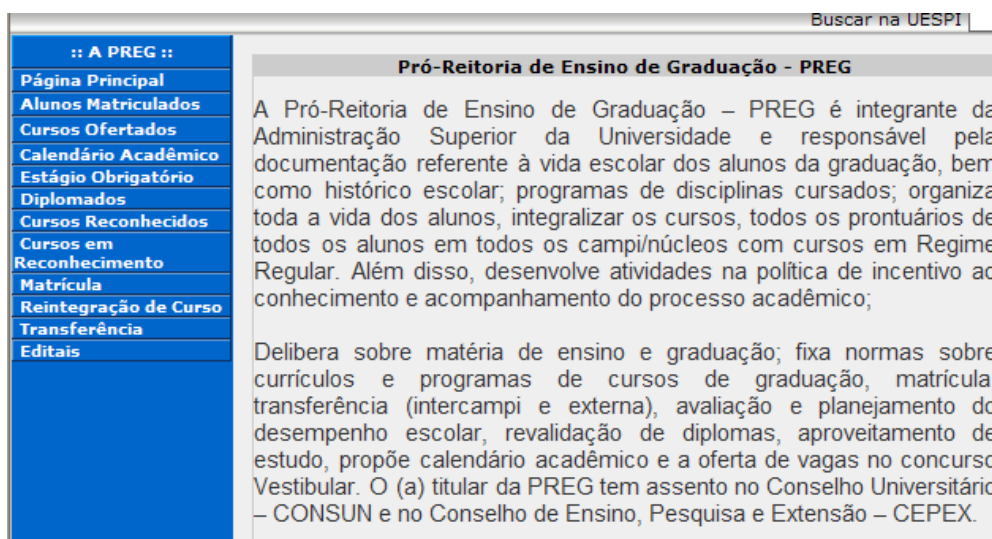 Buscar na UESPI
:: A PREG ::
Página Principal
Alunos Matriculados
Cursos Ofertados
Calendário Acadêmico
Estágio Obrigatório
Diplomados
Cursos Reconhecidos
Cursos em
Reconhecimento
Matrícula
Reintegração de Curso
Transferência
Editais
Pró-Reitoria de Ensino de Graduação - PREG
A Pró-Reitoria de Ensino de Graduação – PREG é integrante da
Administração Superior da Universidade e responsável pela
documentação referente à vida escolar dos alunos da graduação, bem
como histórico escolar; programas de disciplinas cursados; organiza
toda a vida dos alunos, integralizar os cursos, todos os prontuários de
todos os alunos em todos os campi/núcleos com cursos em Regime
Regular. Além disso, desenvolve atividades na política de incentivo ao
conhecimento e acompanhamento do processo acadêmico;
Delibera sobre matéria de ensino e graduação; fixa normas sobre
currículos e programas de cursos de graduação, matrícula
transferência (intercampi e externa), avaliação e planejamento do
desempenho escolar, revalidação de diplomas, aproveitamento de
estudo, propõe calendário acadêmico e a oferta de vagas no concurso
Vestibular. O (a) titular da PREG tem assento no Conselho Universitário
– CONSUN e no Conselho de Ensino, Pesquisa e Extensão – CEPEX.